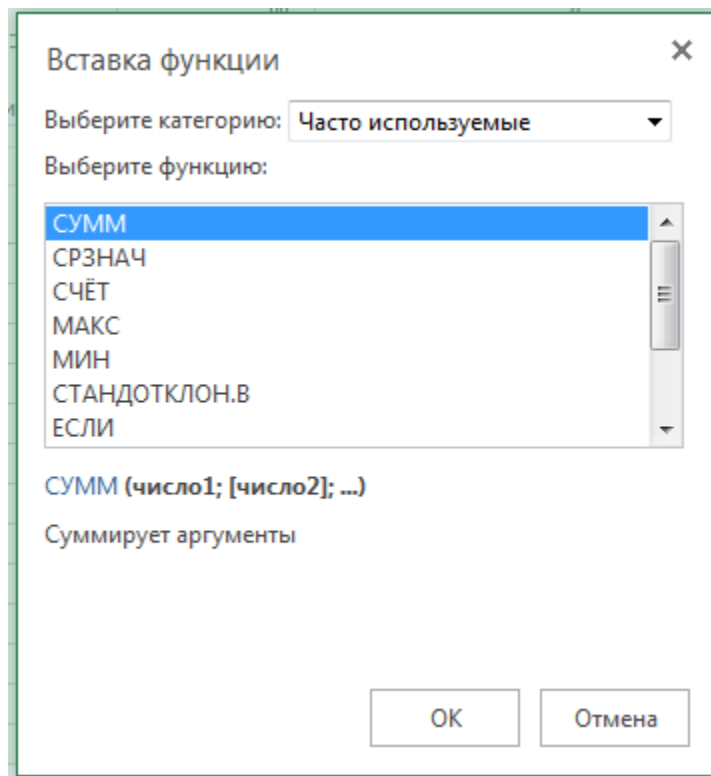 Вставка функции
Выберите категорию: Часто используемые
Выберите функцию:
СУММ
СРЗНАЧ
СЧЁТ
МАКС
МИН
СТАНДОТКЛОН.В
ЕСЛИ
СУММ (число1; [число2]; ...)
Суммирует аргументы
ОК Отмена